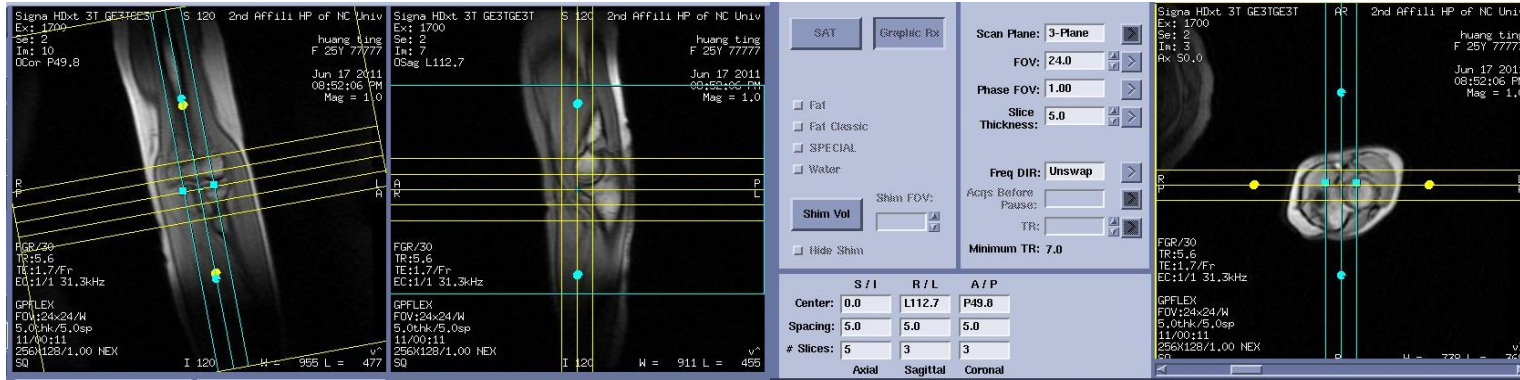 Signa HDxt 3T GE3TGE3T S 120 2nd Affili HP of NC Univ
Ex: 1700
Se: 2
Im: 10
OCor P49.8
huang ting
F 25Y 77777
Jun 17 2011
08:52:06 PM
Mag = 1.0
R
P
L
A
FGR/30
TR:5.6
TE:1.7/Fr
EC:1/1 31.3kHz
GPFLEX
FOV:24x24/W
5.0thk/5.0sp
11/00:11
256X128/1.00 NEX
SQ
I 120 W = 955 L = 477
v^
Signa HDxt 3T GE3TGE3T S 120 2nd Affili HP of NC Univ
Ex: 1700
Se: 2
Im: 7
OSag L112.7
huang ting
F 25Y 77777
Jun 17 2011
08:52:06 PM
Mag = 1.0
A
R
P
L
FGR/30
TR:5.6
TE:1.7/Fr
EC:1/1 31.3kHz
GPFLEX
FOV:24x24/W
5.0thk/5.0sp
11/00:11
256X128/1.00 NEX
SQ
I 120 W = 911 L = 455
v^
SAT Graphic Rx
Fat
Fat Classic
SPECIAL
Water
Shim FOV:
Shim Vol
Hide Shim
Scan Plane: 3-Plane
FOV: 24.0
Phase FOV: 1.00
Slice Thickness: 5.0
Freq DIR: Unswap
Acqs Before Pause:
TR:
Minimum TR: 7.0
S / I R / L A / P
Center: 0.0 L112.7 P49.8
Spacing: 5.0 5.0 5.0
# Slices: 5 3 3
Axial Sagittal Coronal
Signa HDxt 3T GE3TGE3T AR 2nd Affili HP of NC Univ
Ex: 1700
Se: 2
Im: 3
Ax S0.0
huang ting
F 25Y 77777
Jun 17 2011
08:52:06 PM
Mag = 1.0
R
P
FGR/30
TR:5.6
TE:1.7/Fr
EC:1/1 31.3kHz
GPFLEX
FOV:24x24/W
5.0thk/5.0sp
11/00:11
256X128/1.00 NEX